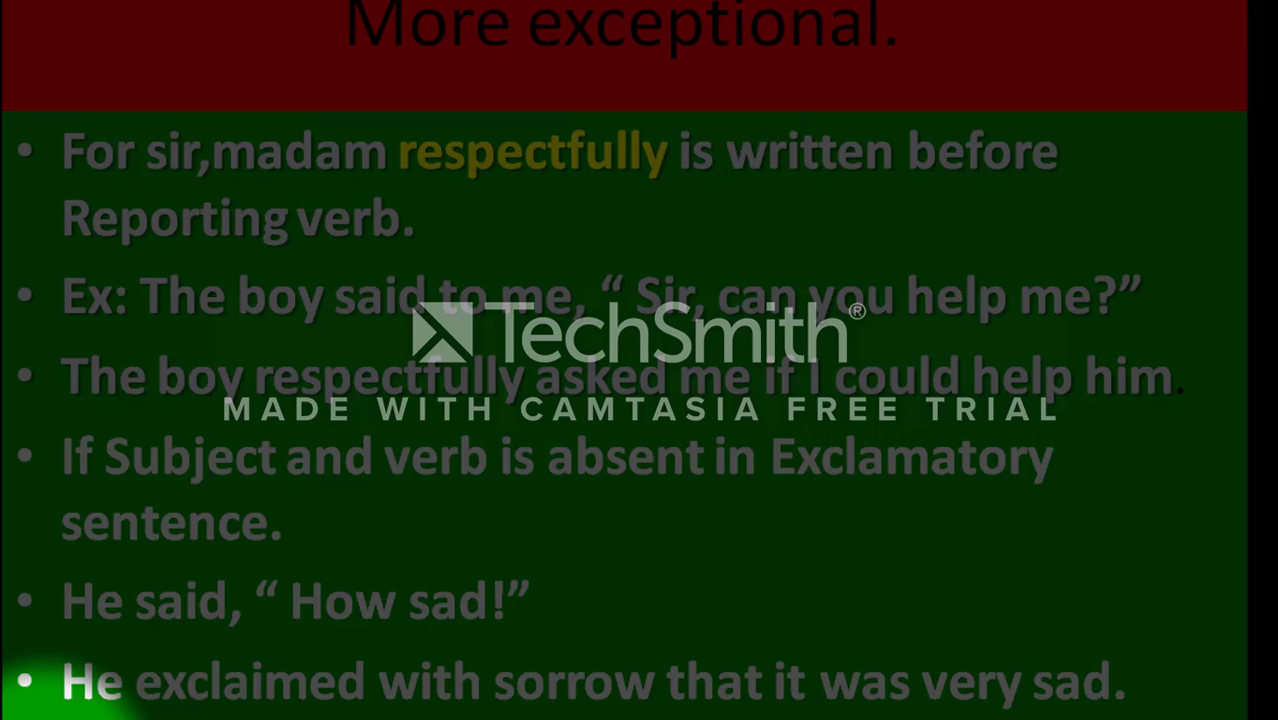 More exceptional.
• For sir,madam respectfully is written before
Reporting verb.
• Ex: The boy said to me, “ Sir, can you help me?”
TechSmith®
• The boy respectfully asked me if I could help him.
MADE WITH CAMTASIA FREE TRIAL
• If Subject and verb is absent in Exclamatory
sentence.
• He said, “ How sad!”
• He exclaimed with sorrow that it was very sad.